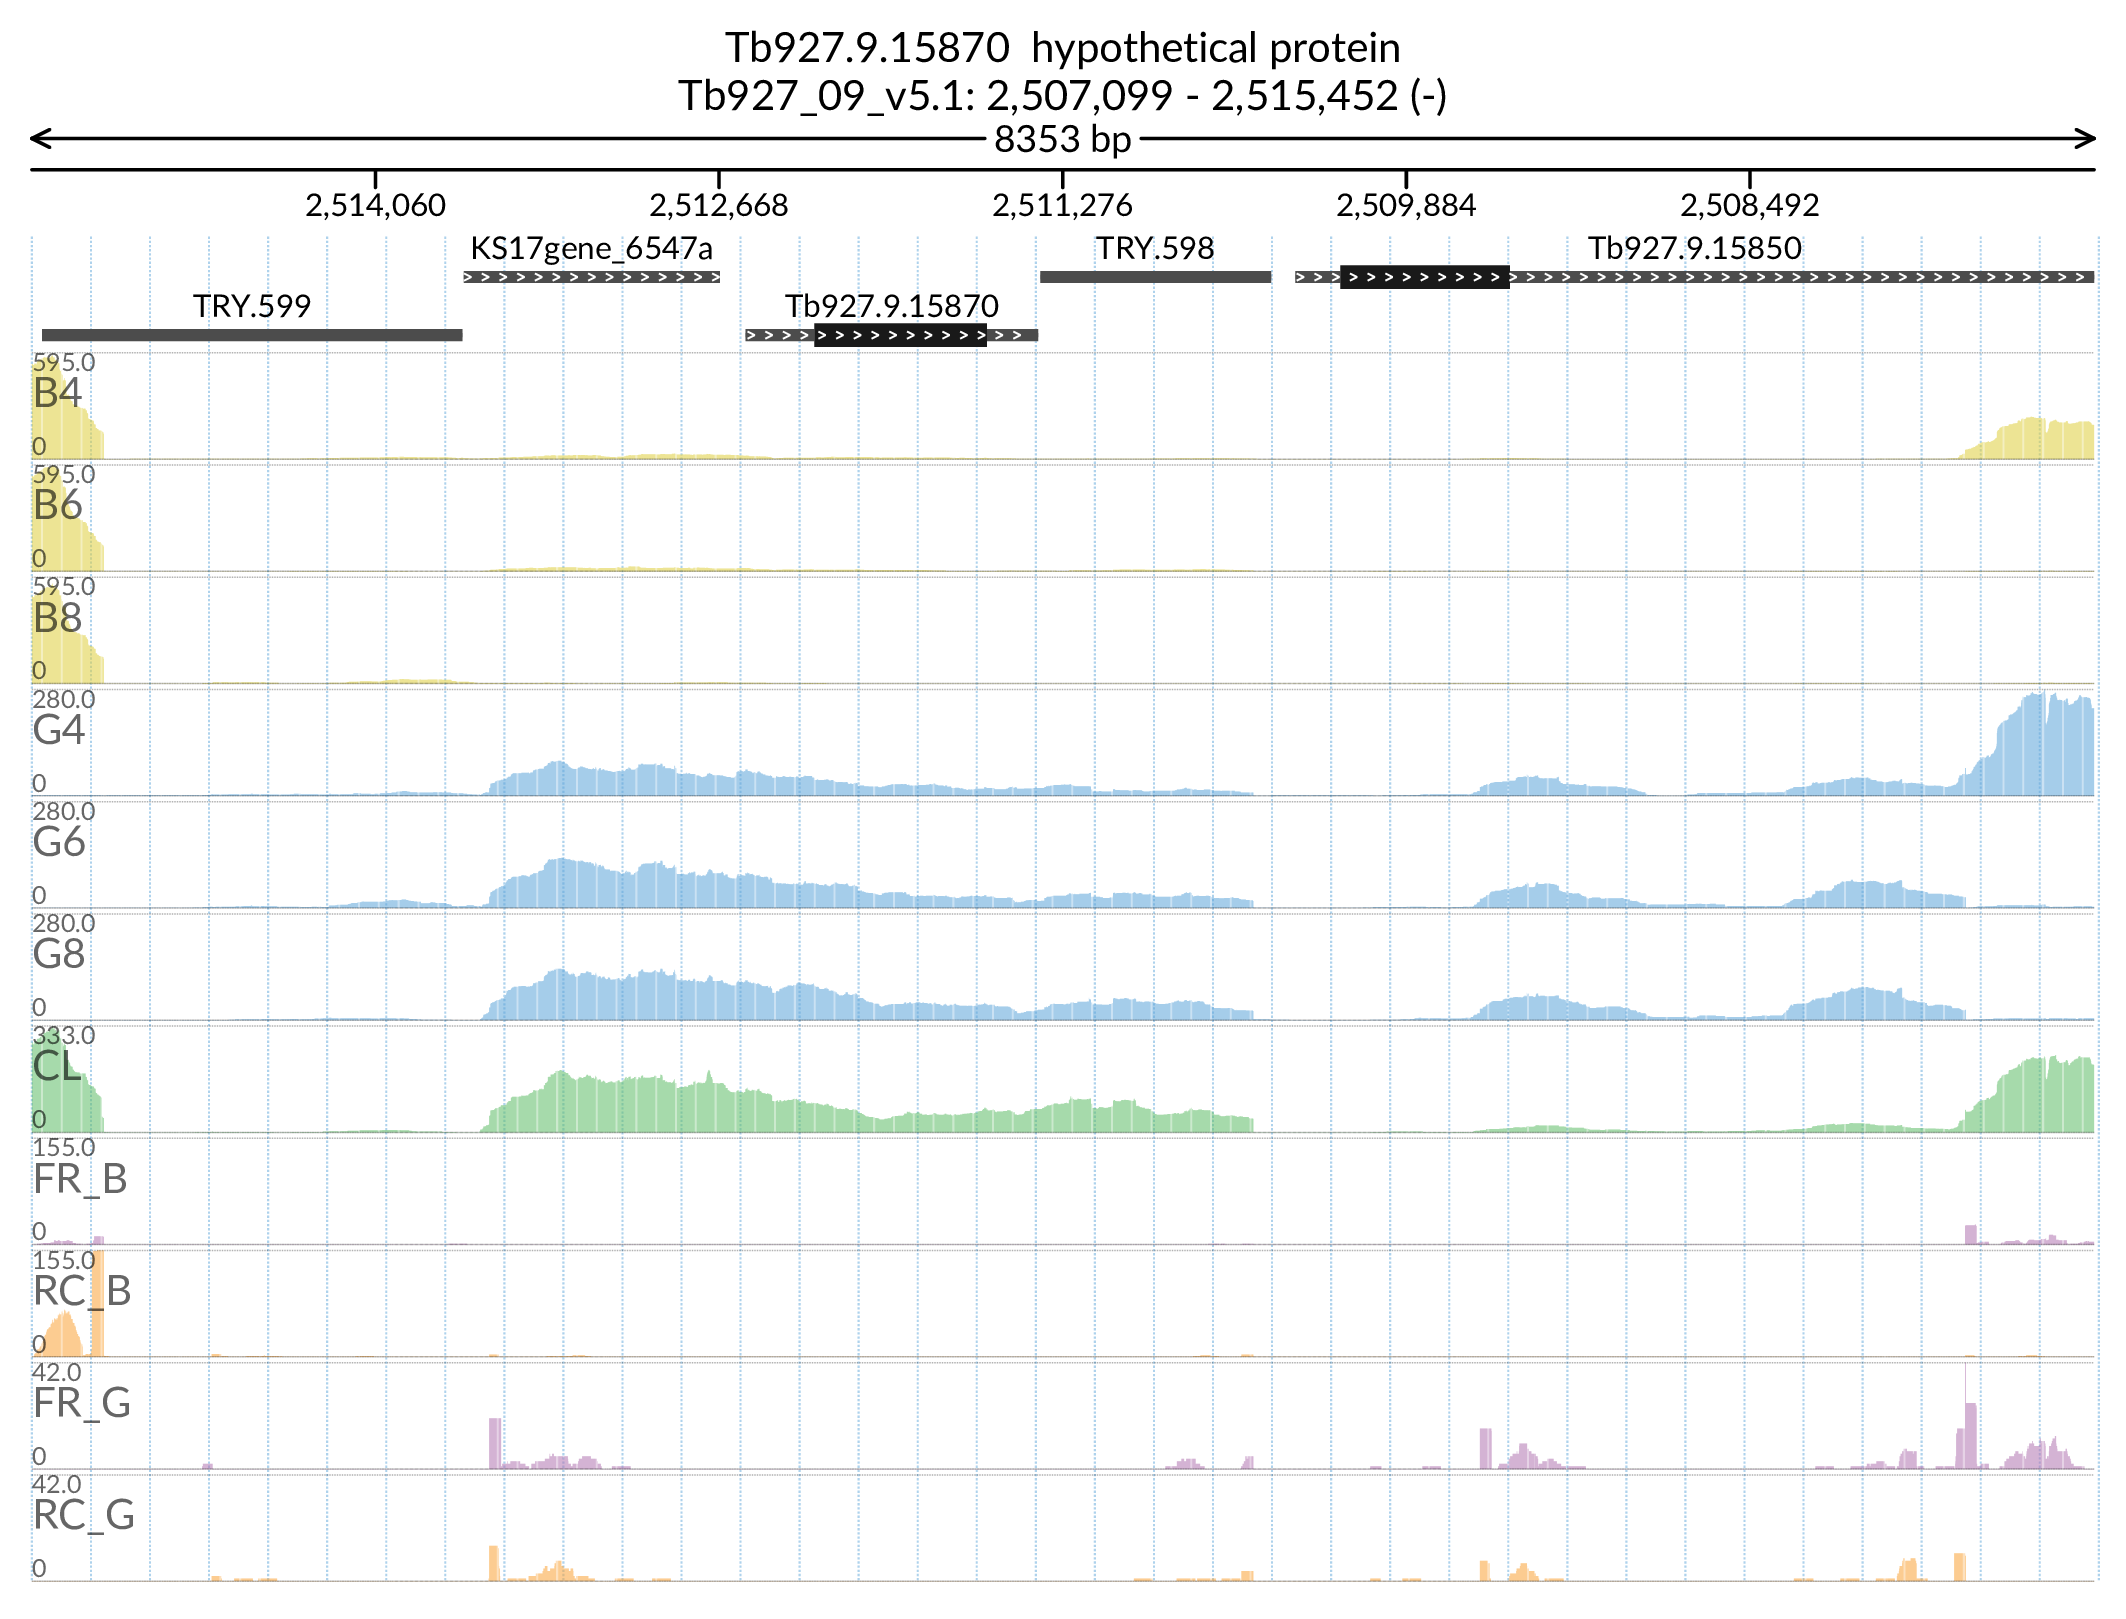 Tb927.9.15870 hypothetical protein
Tb927_09_v5.1: 2,507,099 - 2,515,452 (-)
8353 bp
2,514,060 2,512,668 2,511,276 2,509,884 2,508,492
KS17gene_6547a TRY.598 Tb927.9.15850
TRY.599 Tb927.9.15870
595.0
B4
0
595.0
B6
0
595.0
B8
0
280.0
G4
0
280.0
G6
0
280.0
G8
0
333.0
CL
0
155.0
FR_B
0
155.0
RC_B
0
42.0
FR_G
0
42.0
RC_G
0